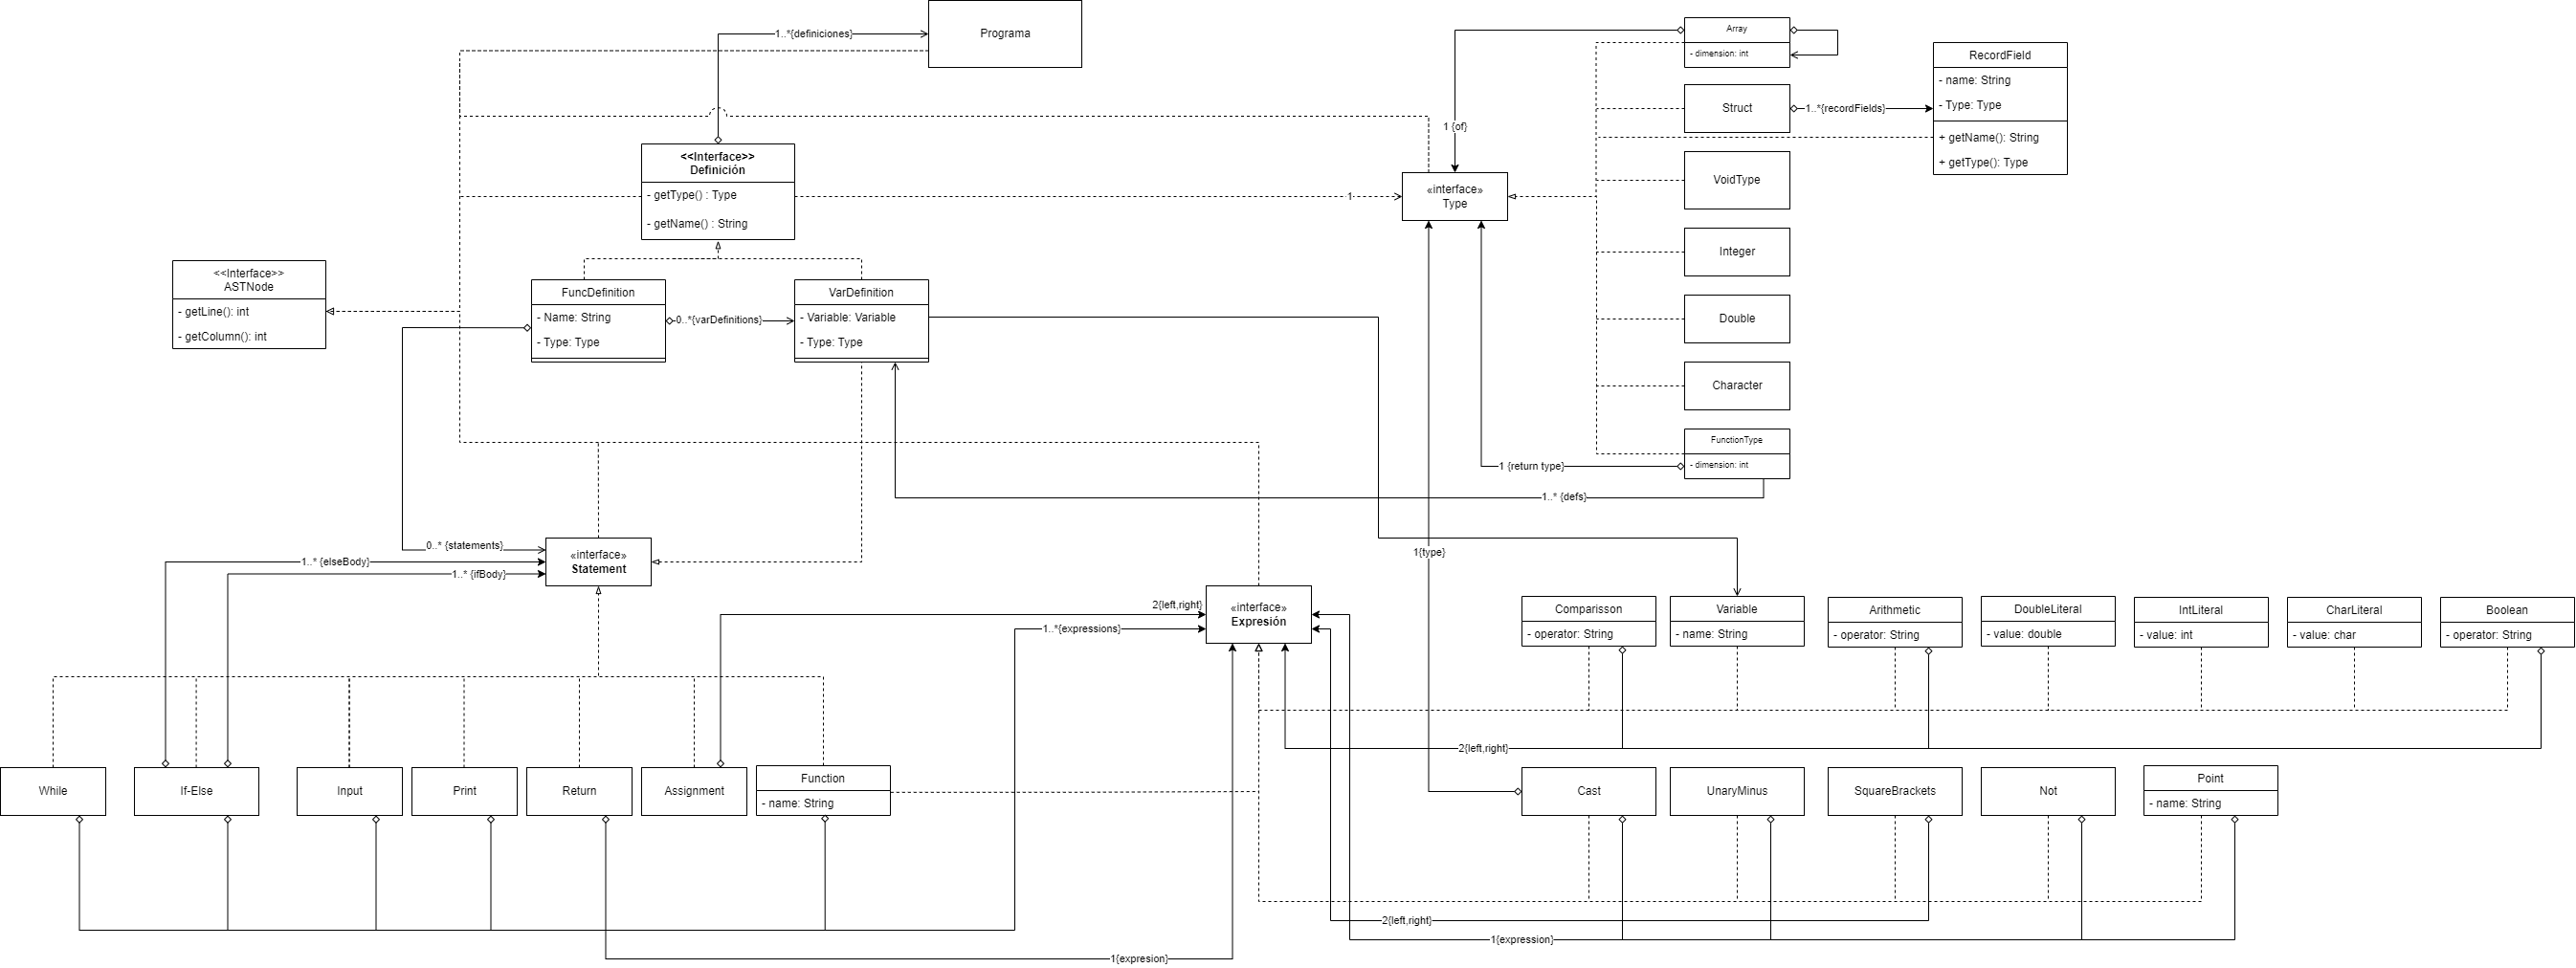 Programa
1..*{definiciones}
Array
- dimension: int
RecordField
- name: String
- Type: Type
+ getName(): String
+ getType(): Type
Struct
1..*{recordFields}
1 {of}
<<Interface>>
Definición
- getType() : Type
- getName() : String
1
«interface»
Type
VoidType
Integer
Double
Character
FunctionType
- dimension: int
1 {return type}
1..* {defs}
<<Interface>>
ASTNode
- getLine(): int
- getColumn(): int
FuncDefinition
- Name: String
- Type: Type
0..*{varDefinitions}
VarDefinition
- Variable: Variable
- Type: Type
0..* {statements}
1..* {elseBody}
1..* {ifBody}
«interface»
Statement
1{type}
2{left,right}
1..*{expressions}
«interface»
Expresión
Comparisson
- operator: String
Variable
- name: String
Arithmetic
- operator: String
DoubleLiteral
- value: double
IntLiteral
- value: int
CharLiteral
- value: char
Boolean
- operator: String
2{left,right}
While
If-Else
Input
Print
Return
Assignment
Function
- name: String
Cast
UnaryMinus
SquareBrackets
Not
Point
- name: String
2{left,right}
1{expression}
1{expresion}